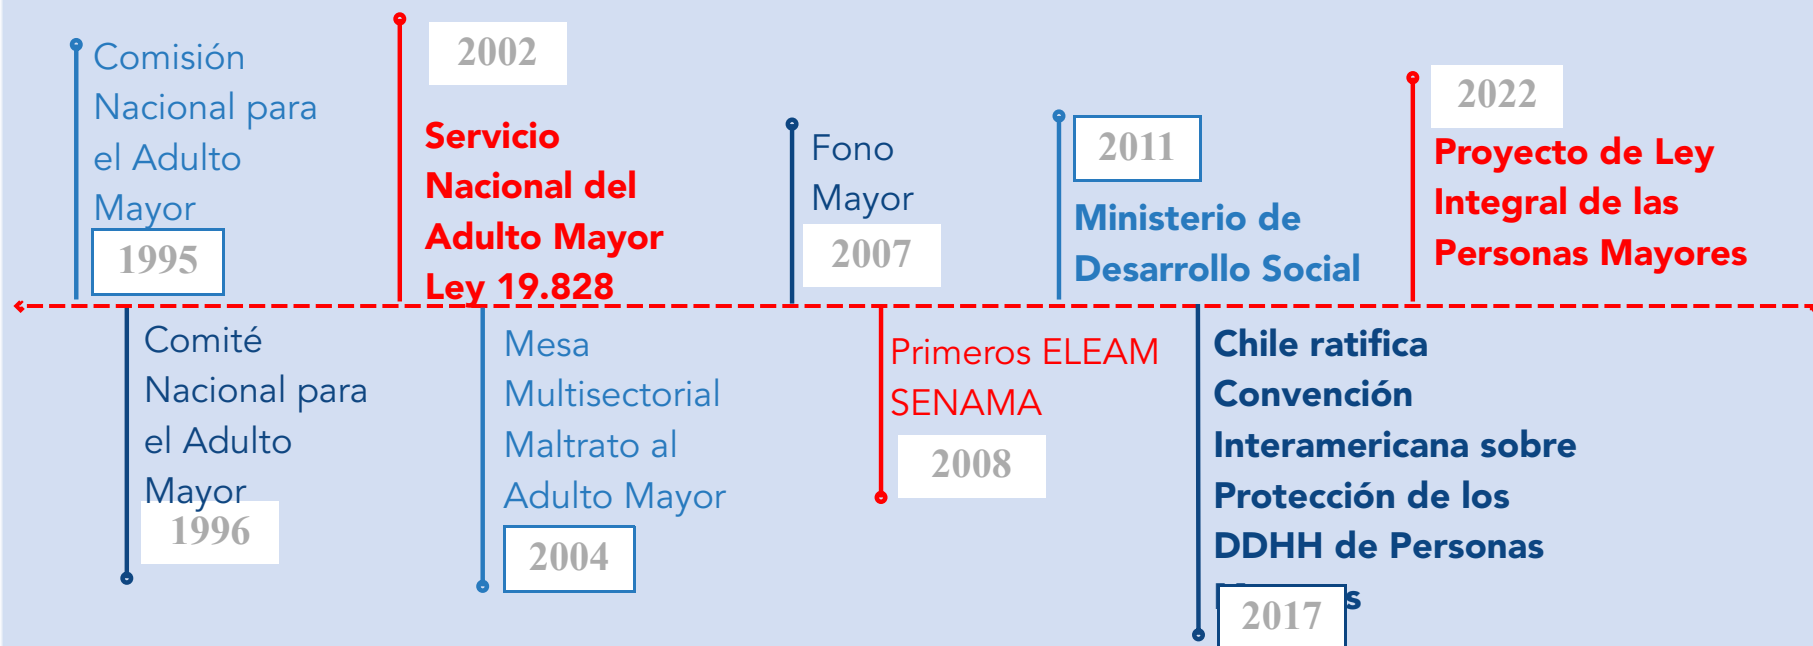 Comisión
Nacional para
el Adulto
Mayor
1995
2002
Servicio
Nacional del
Adulto Mayor
Ley 19.828
Fono
Mayor
2007
2011
Ministerio de
Desarrollo Social
2022
Proyecto de Ley
Integral de las
Personas Mayores
Comité
Nacional para
el Adulto
Mayor
1996
Mesa
Multisectorial
Maltrato al
Adulto Mayor
2004
Primeros ELEAM
SENAMA
2008
Chile ratifica
Convención
Interamericana sobre
Protección de los
DDHH de Personas
2017